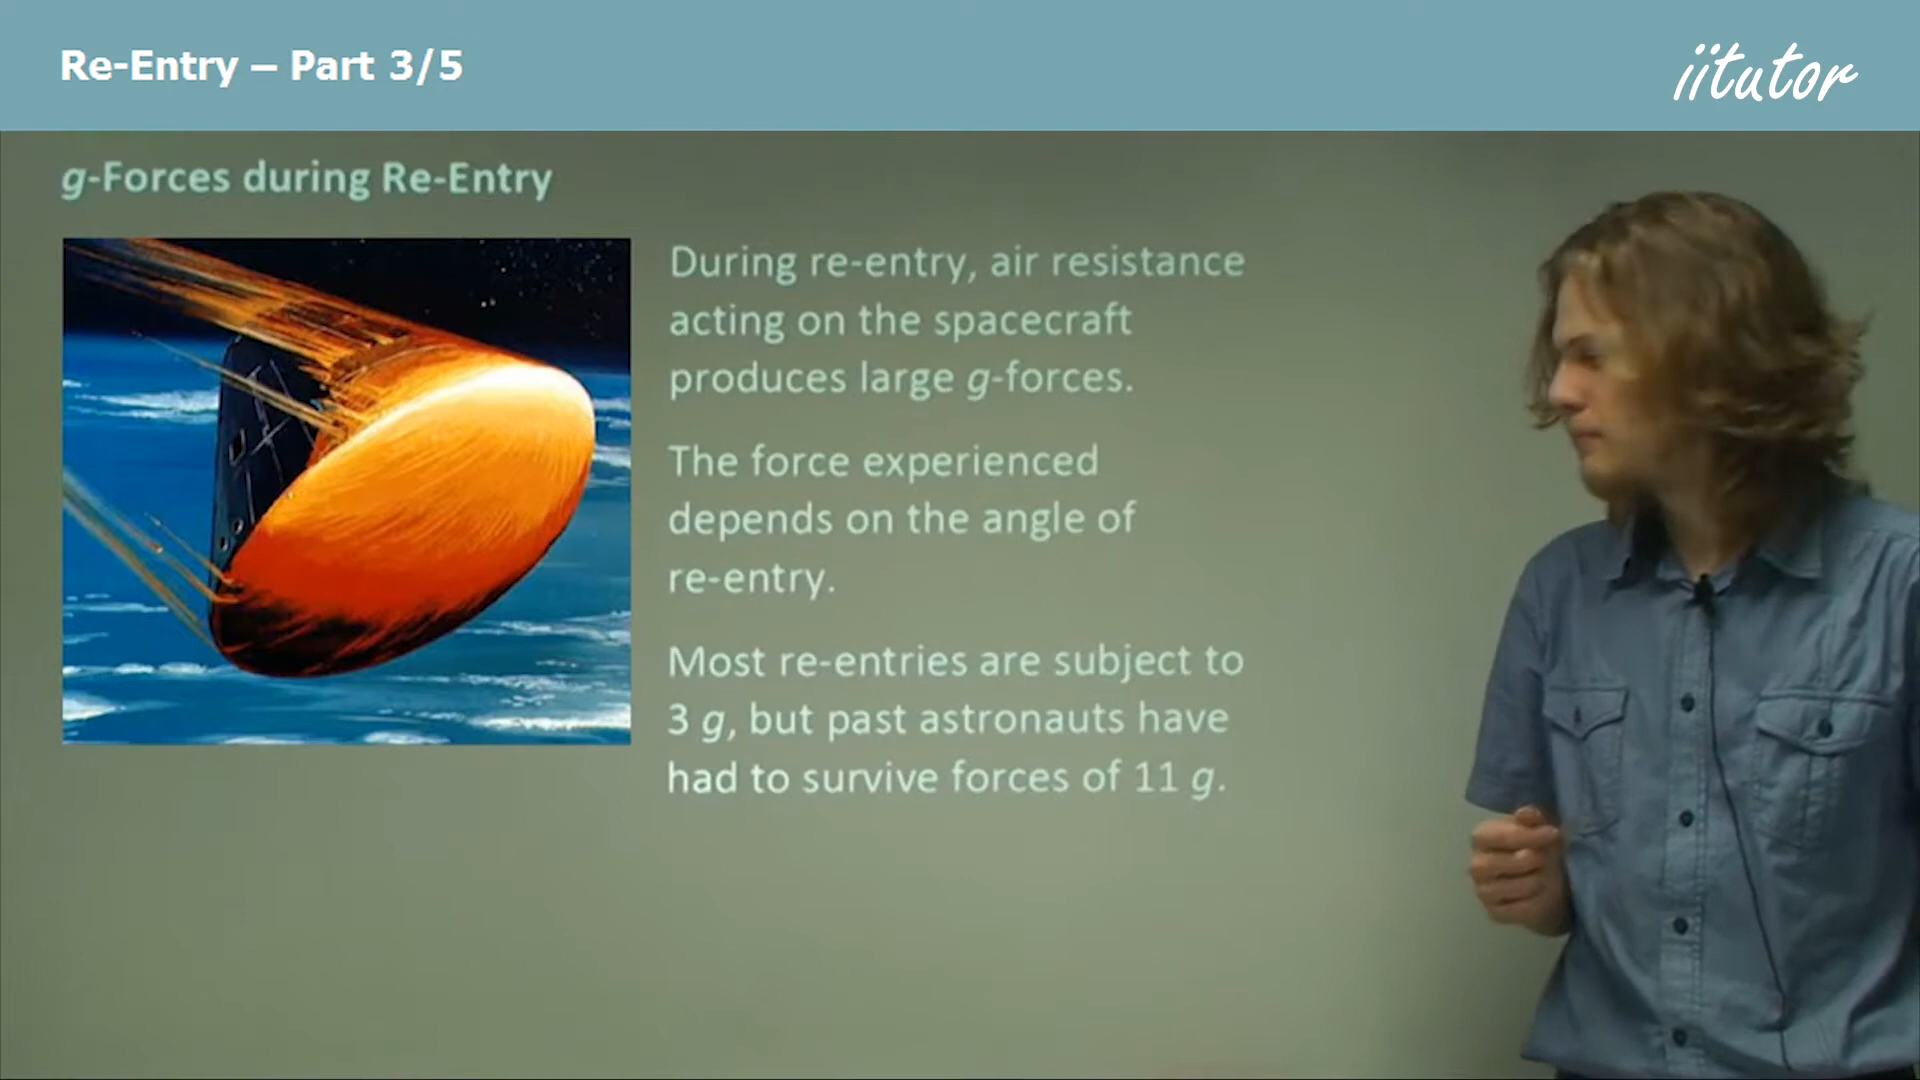 Re-Entry – Part 3/5
iitutor
g-Forces during Re-Entry
During re-entry, air resistance
acting on the spacecraft
produces large g-forces.
The force experienced
depends on the angle of
re-entry.
Most re-entries are subject to
3 g, but past astronauts have
had to survive forces of 11 g.